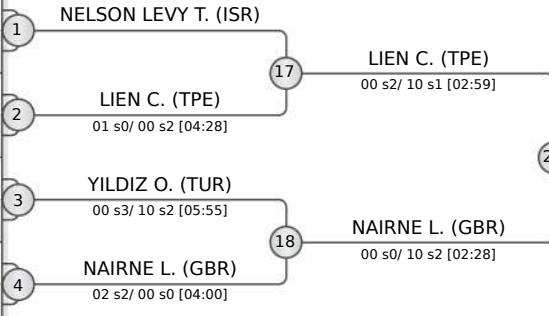 1
NELSON LEVY T. (ISR)
17
LIEN C. (TPE)
00 s2/ 10 s1 [02:59]
2
LIEN C. (TPE)
01 s0/ 00 s2 [04:28]
3
YILDIZ O. (TUR)
00 s3/ 10 s2 [05:55]
18
NAIRNE L. (GBR)
00 s0/ 10 s2 [02:28]
4
NAIRNE L. (GBR)
02 s2/ 00 s0 [04:00]